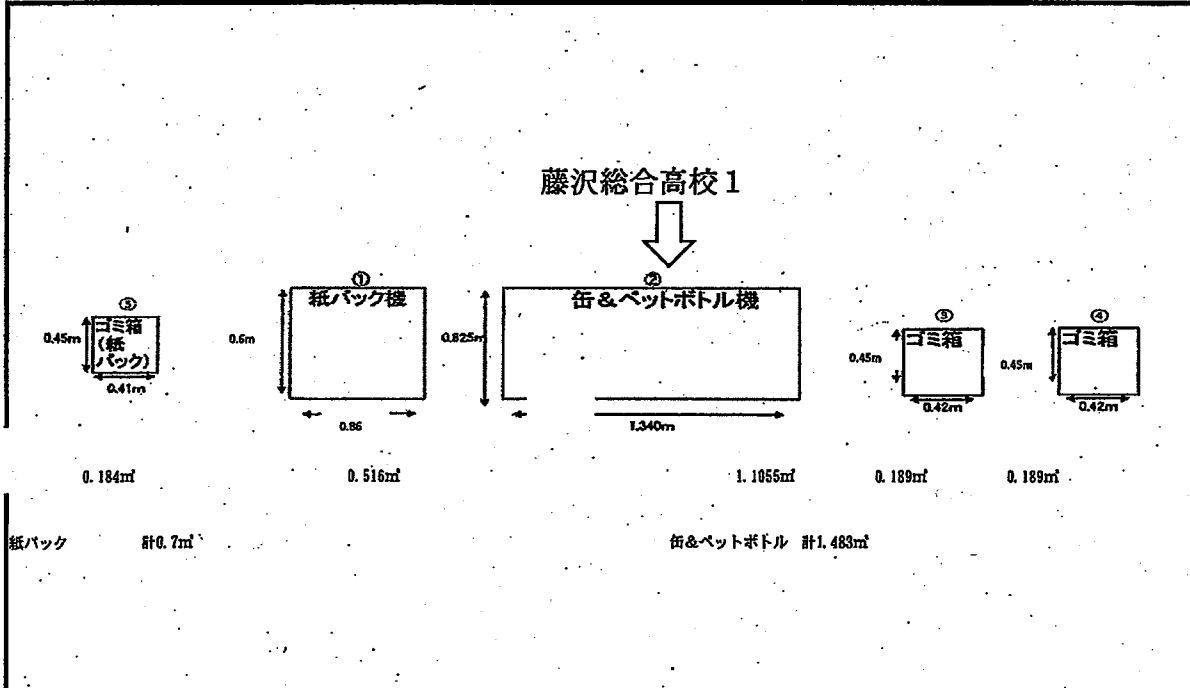 藤沢総合高校1
③
ゴミ箱
(紙
パック)
0.45m
0.41m
①
紙パック機
0.6m
0.86
②
缶&ペットボトル機
0.825m
1.340m
③
ゴミ箱
0.45m
0.42m
④
ゴミ箱
0.45m
0.42m
0.184㎡ 0.516㎡ 1.1055㎡ 0.189㎡ 0.189㎡
紙パック 計0.7㎡ 缶&ペットボトル 計1.483㎡